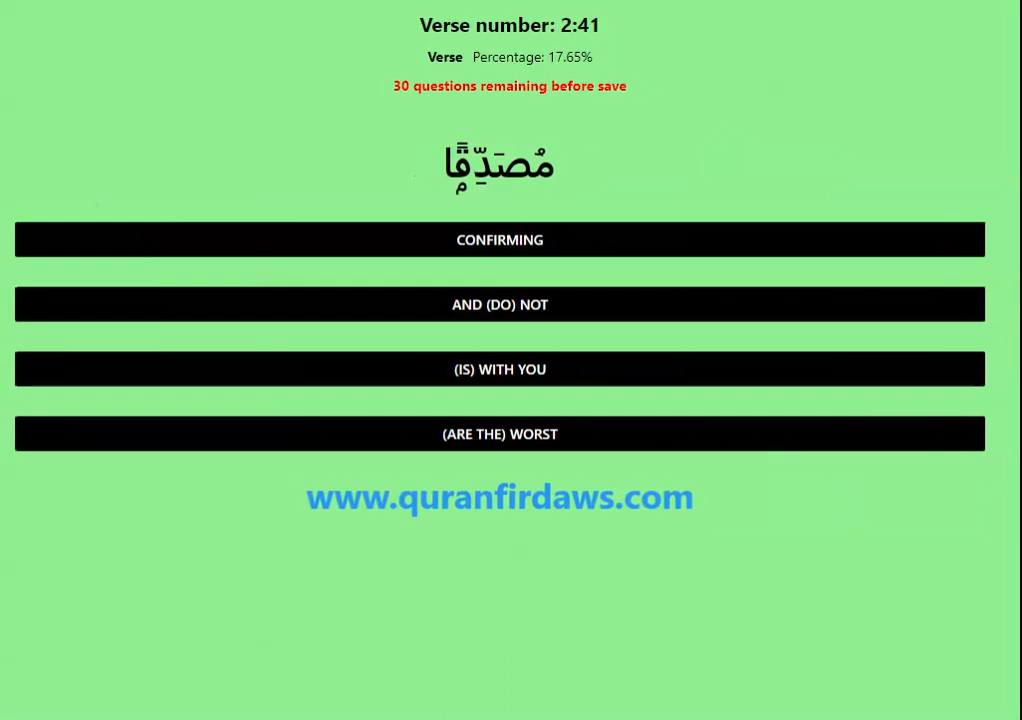 Verse number: 2:41
Verse Percentage: 17.65%
30 questions remaining before save
مُصَدِّقًۭا
CONFIRMING
AND (DO) NOT
(IS) WITH YOU
(ARE THE) WORST
www.quranfirdaws.com